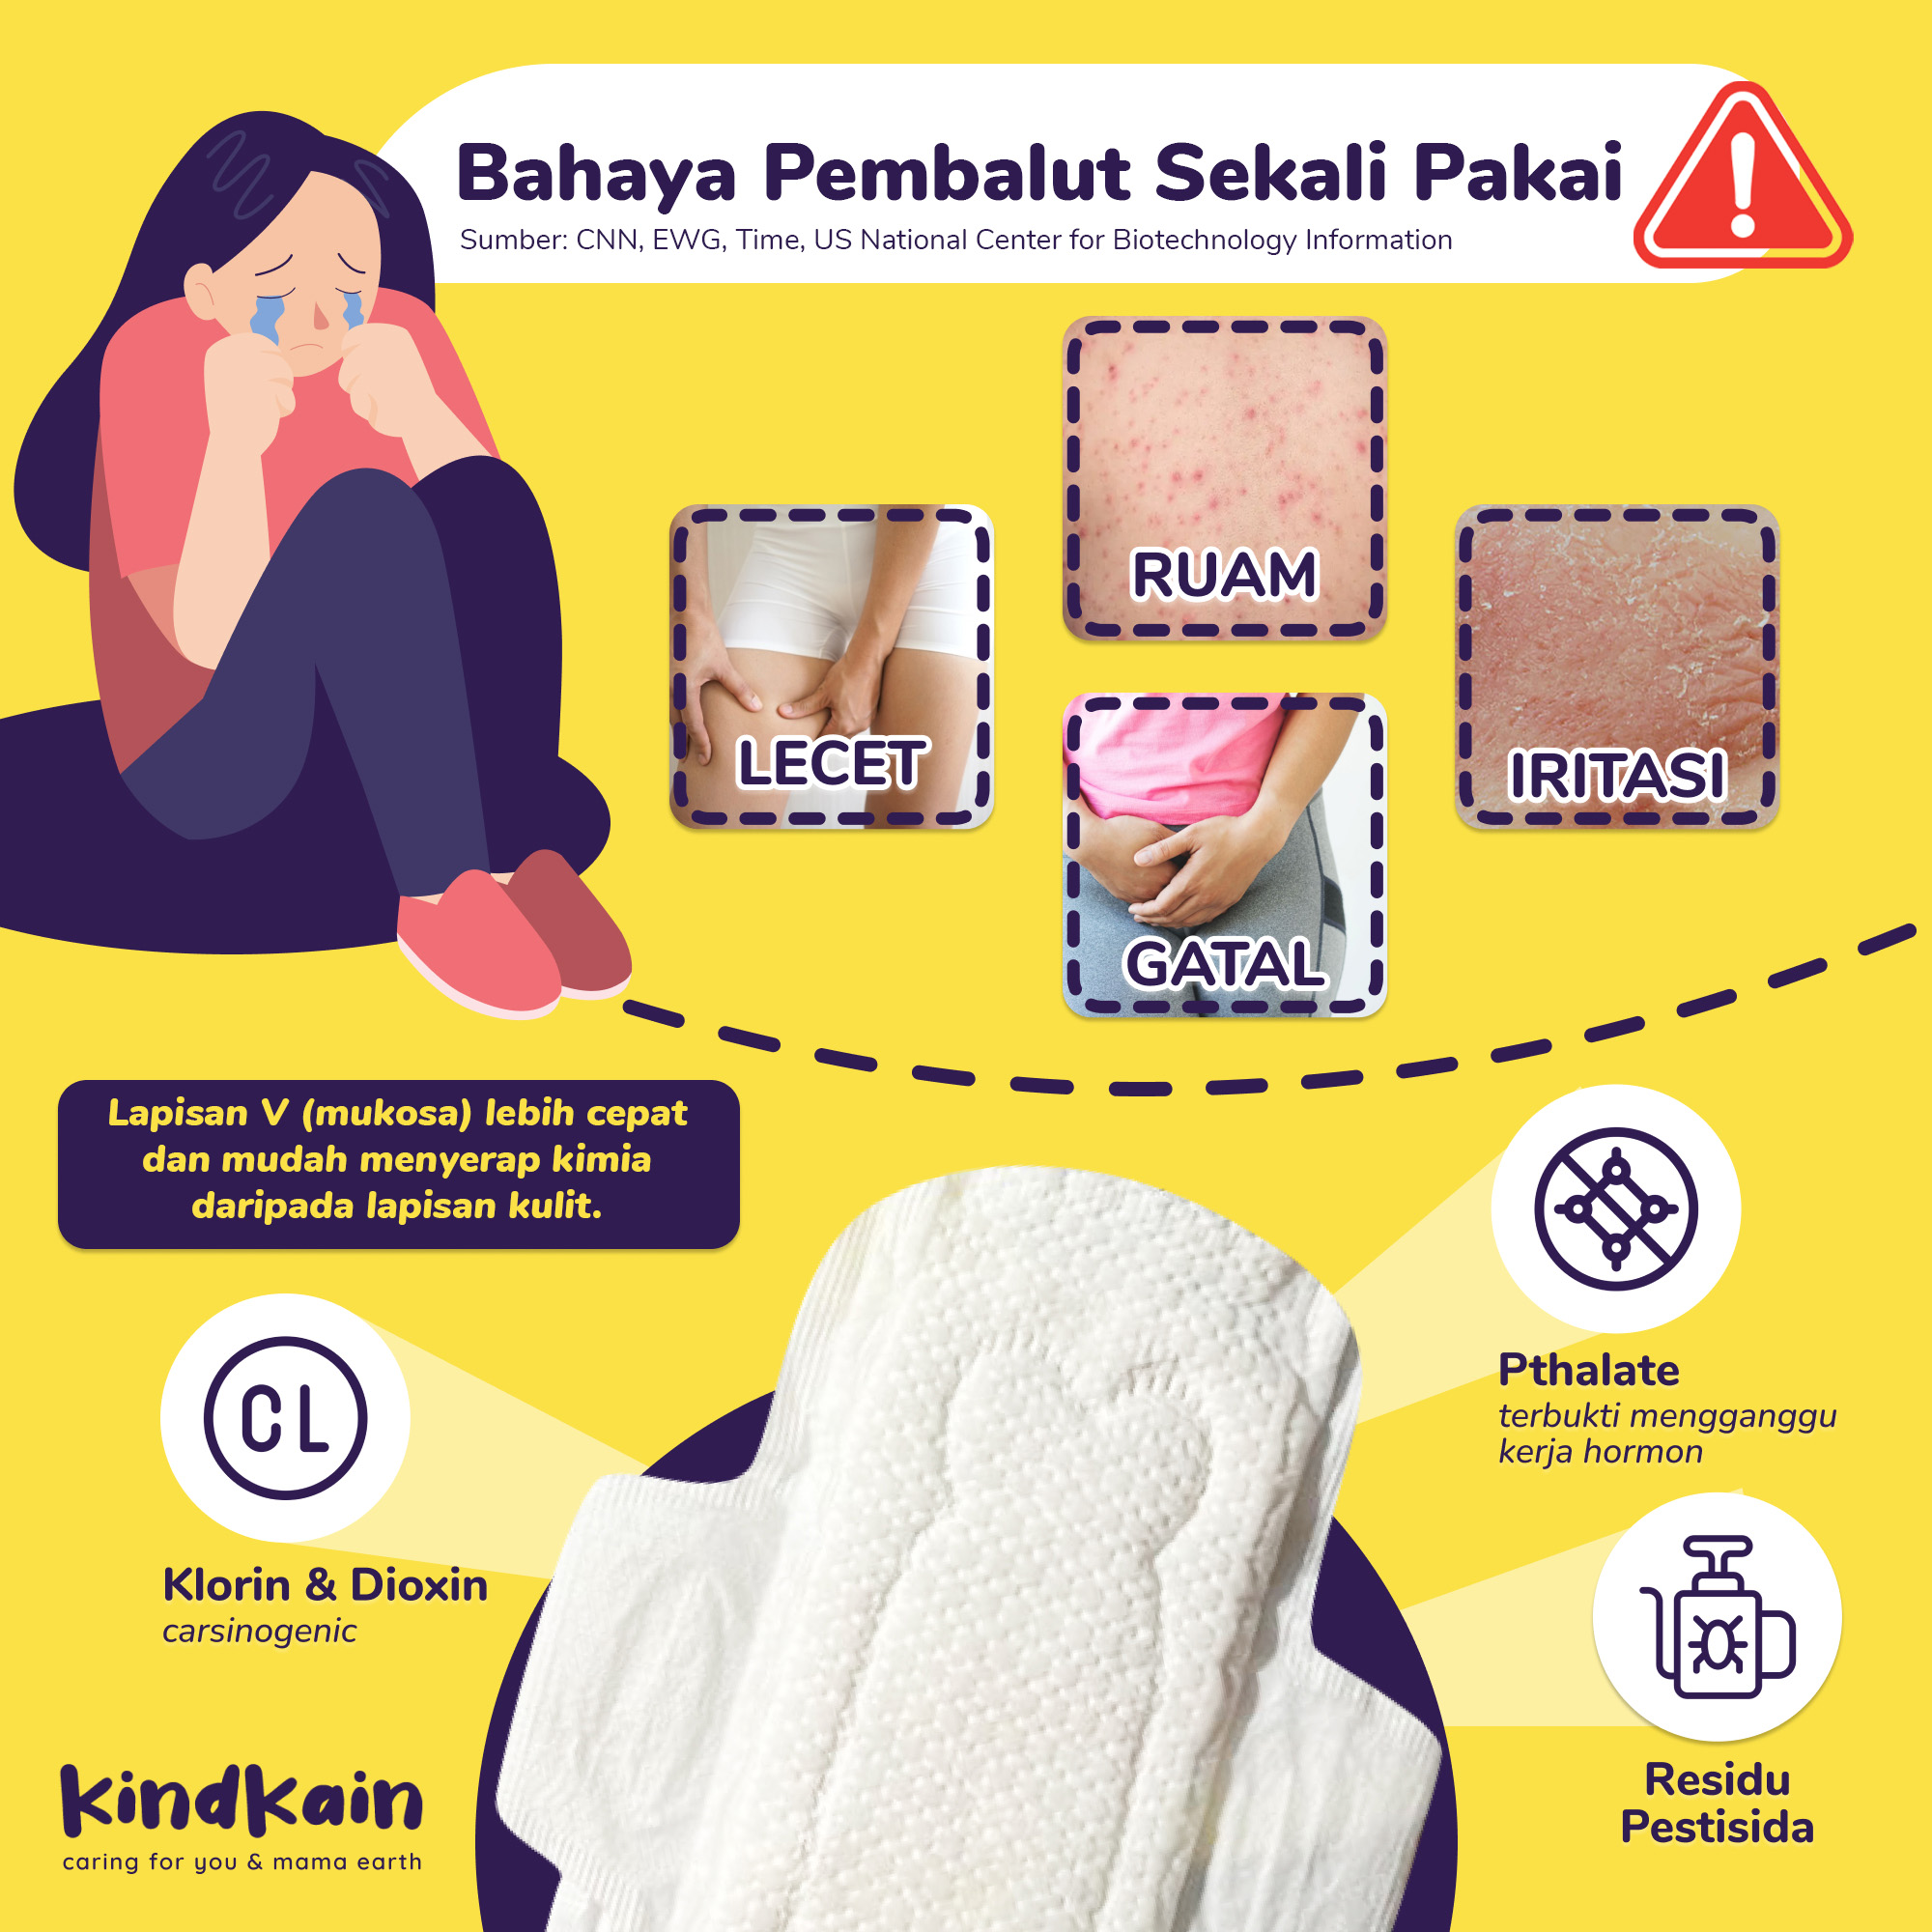 Bahaya Pembalut Sekali Pakai
Sumber: CNN, EWG, Time, US National Center for Biotechnology Information
RUAM
LECET
IRITASI
GATAL
Lapisan V (mukosa) lebih cepat
dan mudah menyerap kimia
daripada lapisan kulit.
CL
Klorin & Dioxin
carsinogenic
Pthalate
terbukti mengganggu
kerja hormon
Residu
Pestisida
kindkain
caring for you & mama earth